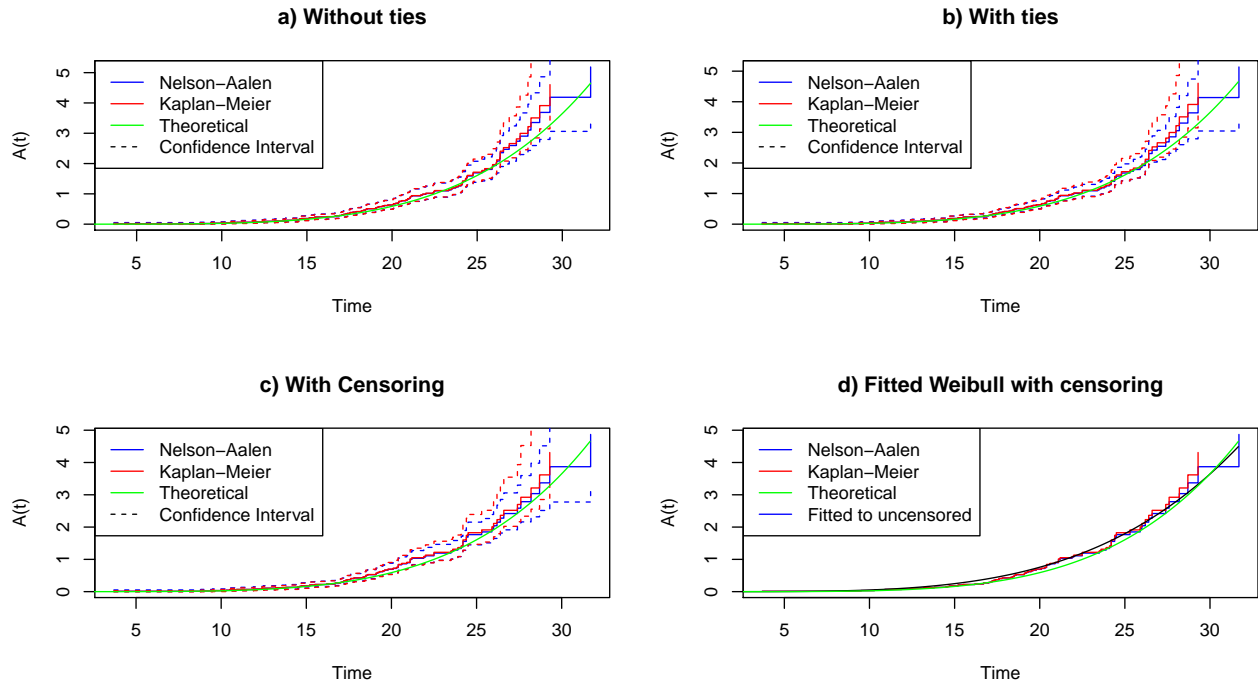 a) Without ties
A(t)
0 1 2 3 4 5
Nelson−Aalen
Kaplan−Meier
Theoretical
Confidence Interval
5 10 15 20 25 30
Time
b) With ties
A(t)
0 1 2 3 4 5
Nelson−Aalen
Kaplan−Meier
Theoretical
Confidence Interval
5 10 15 20 25 30
Time
c) With Censoring
A(t)
0 1 2 3 4 5
Nelson−Aalen
Kaplan−Meier
Theoretical
Confidence Interval
5 10 15 20 25 30
Time
d) Fitted Weibull with censoring
A(t)
0 1 2 3 4 5
Nelson−Aalen
Kaplan−Meier
Theoretical
Fitted to uncensored
5 10 15 20 25 30
Time